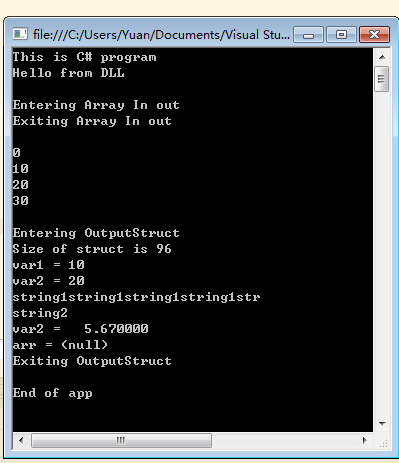 file:///C:/Users/Yuan/Documents/Visual Stu...
This is C# program
Hello from DLL
Entering Array In out
Exiting Array In out
0
10
20
30
Entering OutputStruct
Size of struct is 96
var1 = 10
var2 = 20
string1string1string1string1str
string2
var2 =   5.670000
arr = (null)
Exiting OutputStruct
End of app